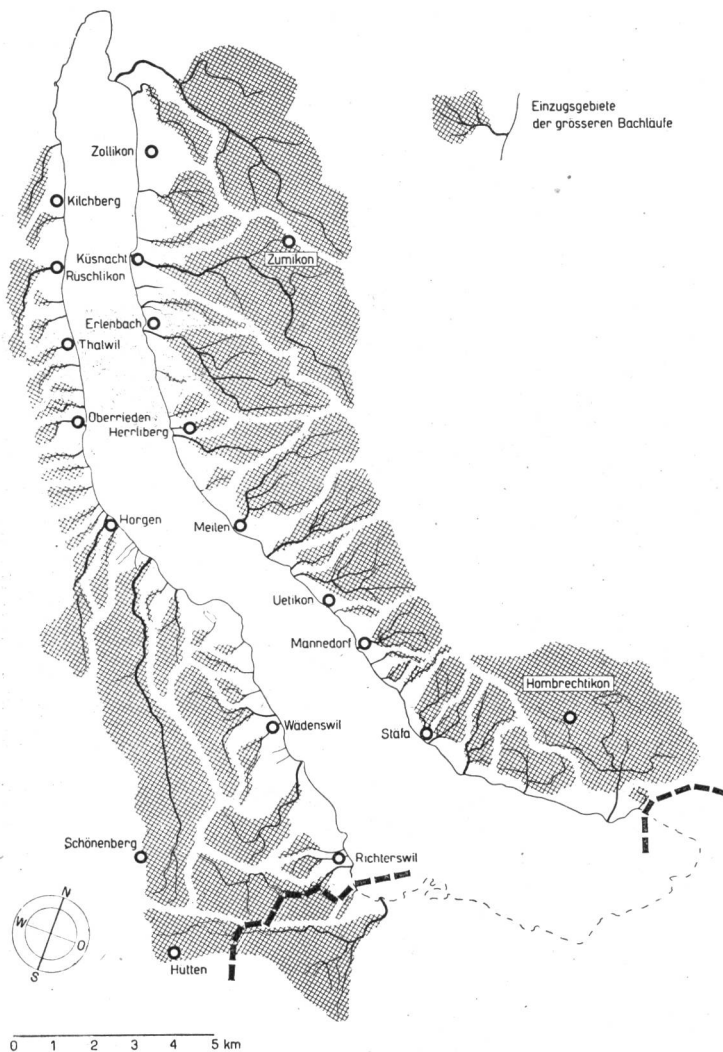 Einzugsgebiete
der grösseren Bachläufe
Zollikon
Kilchberg
Zumikon
Küsnacht
Ruschlikon
Erlenbach
Thalwil
Oberrieden
Herrliberg
Horgen
Meilen
Uetikon
Mannedorf
Hombrechtikon
Wädenswil
Stäfa
Schönenberg
Richterswil
N
W
O
S
Hutten
0 1 2 3 4 5 km